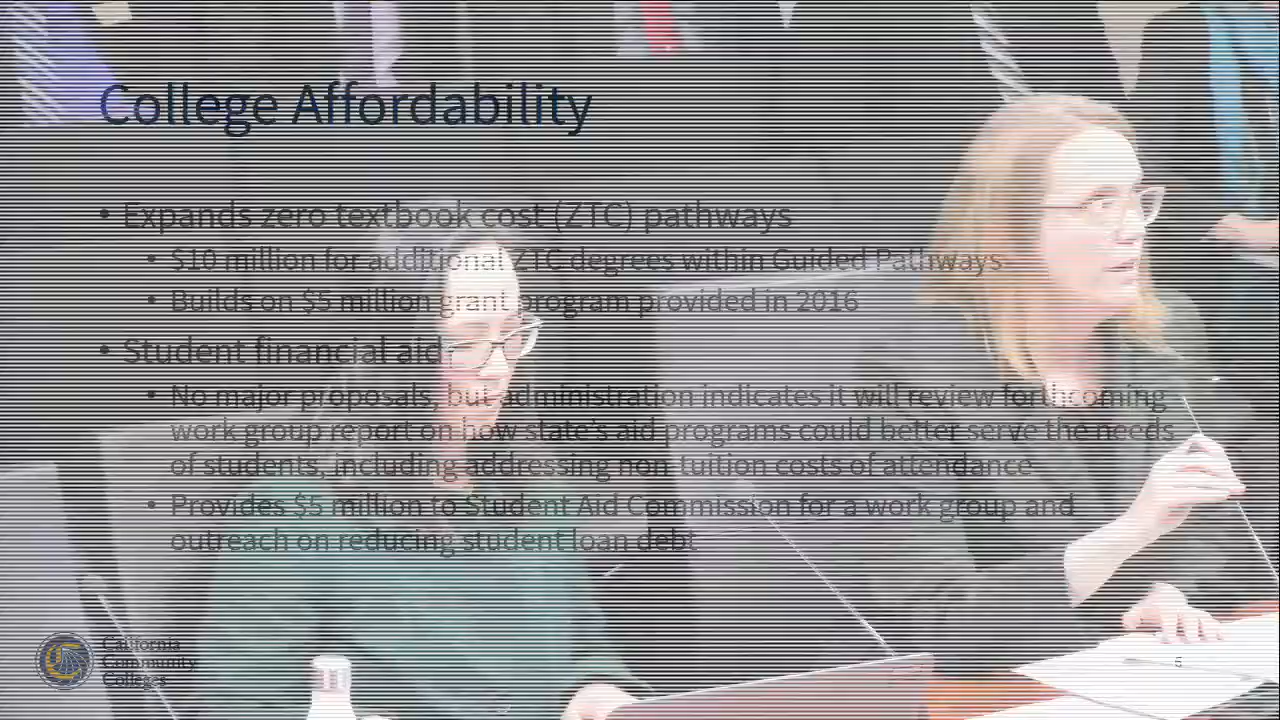 College Affordability
• Expands zero textbook cost (ZTC) pathways
• $10 million for additional ZTC degrees within Guided Pathways
• Builds on $5 million grant program provided in 2016
• Student financial aid
• No major proposals, but administration indicates it will review forthcoming
work group report on how state's aid programs could better serve the needs
of students, including addressing non-tuition costs of attendance
• Provides $5 million to Student Aid Commission for a work group and
outreach on reducing student loan debt
California
Community
Colleges
5